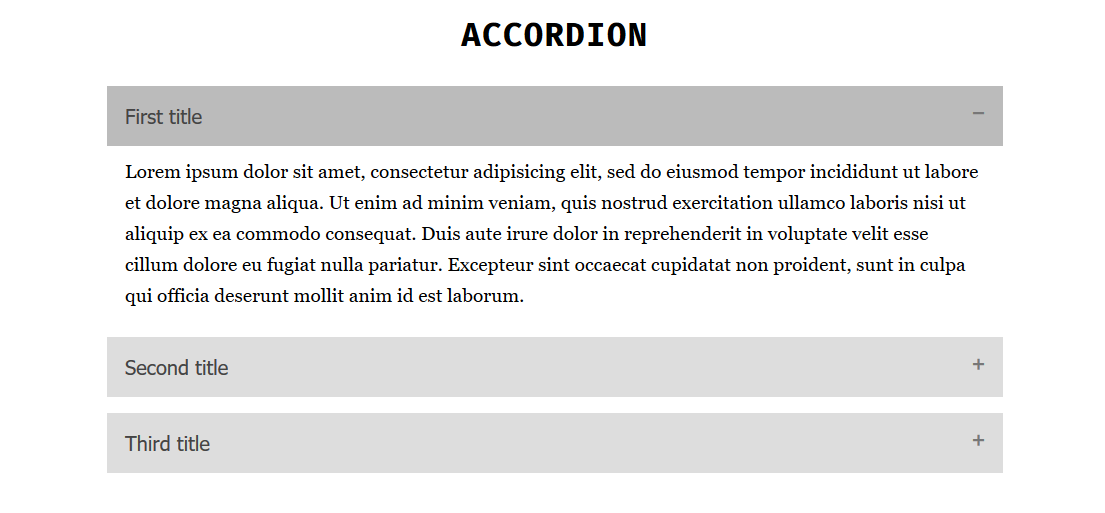 ACCORDION
First title −
Lorem ipsum dolor sit amet, consectetur adipisicing elit, sed do eiusmod tempor incididunt ut labore
et dolore magna aliqua. Ut enim ad minim veniam, quis nostrud exercitation ullamco laboris nisi ut
aliquip ex ea commodo consequat. Duis aute irure dolor in reprehenderit in voluptate velit esse
cillum dolore eu fugiat nulla pariatur. Excepteur sint occaecat cupidatat non proident, sunt in culpa
qui officia deserunt mollit anim id est laborum.
Second title +
Third title +